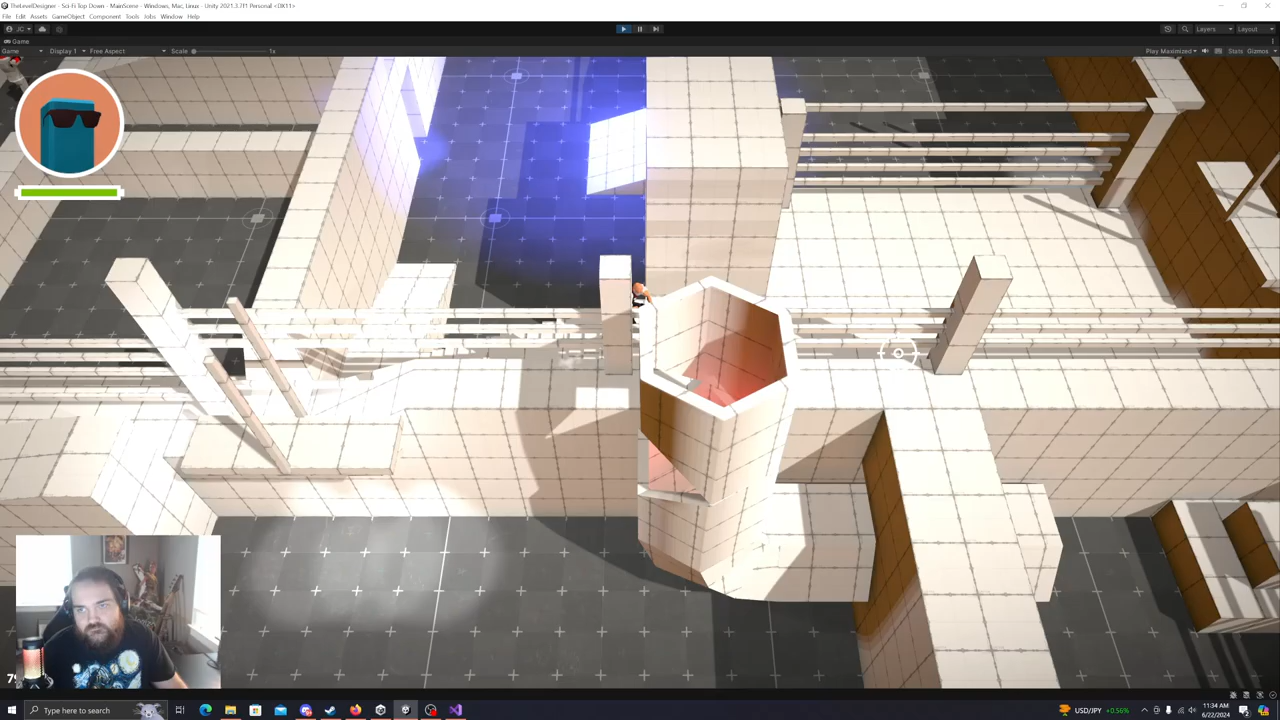 TheLevelDesigner - Sci-Fi Top Down - MainScene - Windows, Mac, Linux - Unity 2021.3.7f1 Personal <DX11>
File Edit Assets GameObject Component Tools Jobs Window Help
JG Layers Layout
Game
Game Display 1 Free Aspect Scale 1x Play Maximized Stats Gizmos
Type here to search
USD/JPY +0.56%
11:34 AM
6/22/2024